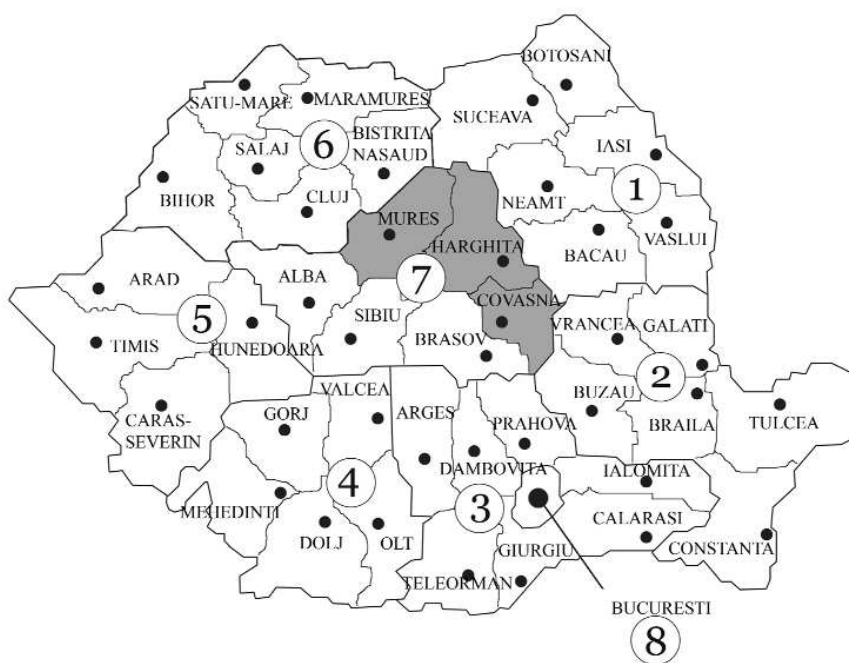 BOTOSANI
SATU-MARE
MARAMURES
SUCEAVA
BISTRITA
NASAUD
6
SALAJ
IASI
1
BIHOR
CLUJ
NEAMT
MURES
VASLUI
HARGHITA
BACAU
ARAD
ALBA
7
COVASNA
5
SIBIU
VRANCEA
GALATI
TIMIS
HUNEDOARA
BRASOV
2
VALCEA
BUZAU
CARAS-
SEVERIN
GORJ
ARGES
PRAHOVA
BRAILA
TULCEA
DAMBOVITA
IALOMITA
4
MEHEDINTI
3
DOLJ
OLT
CALARASI
GIURGIU
CONSTANTA
TELEORMAN
BUCURESTI
8